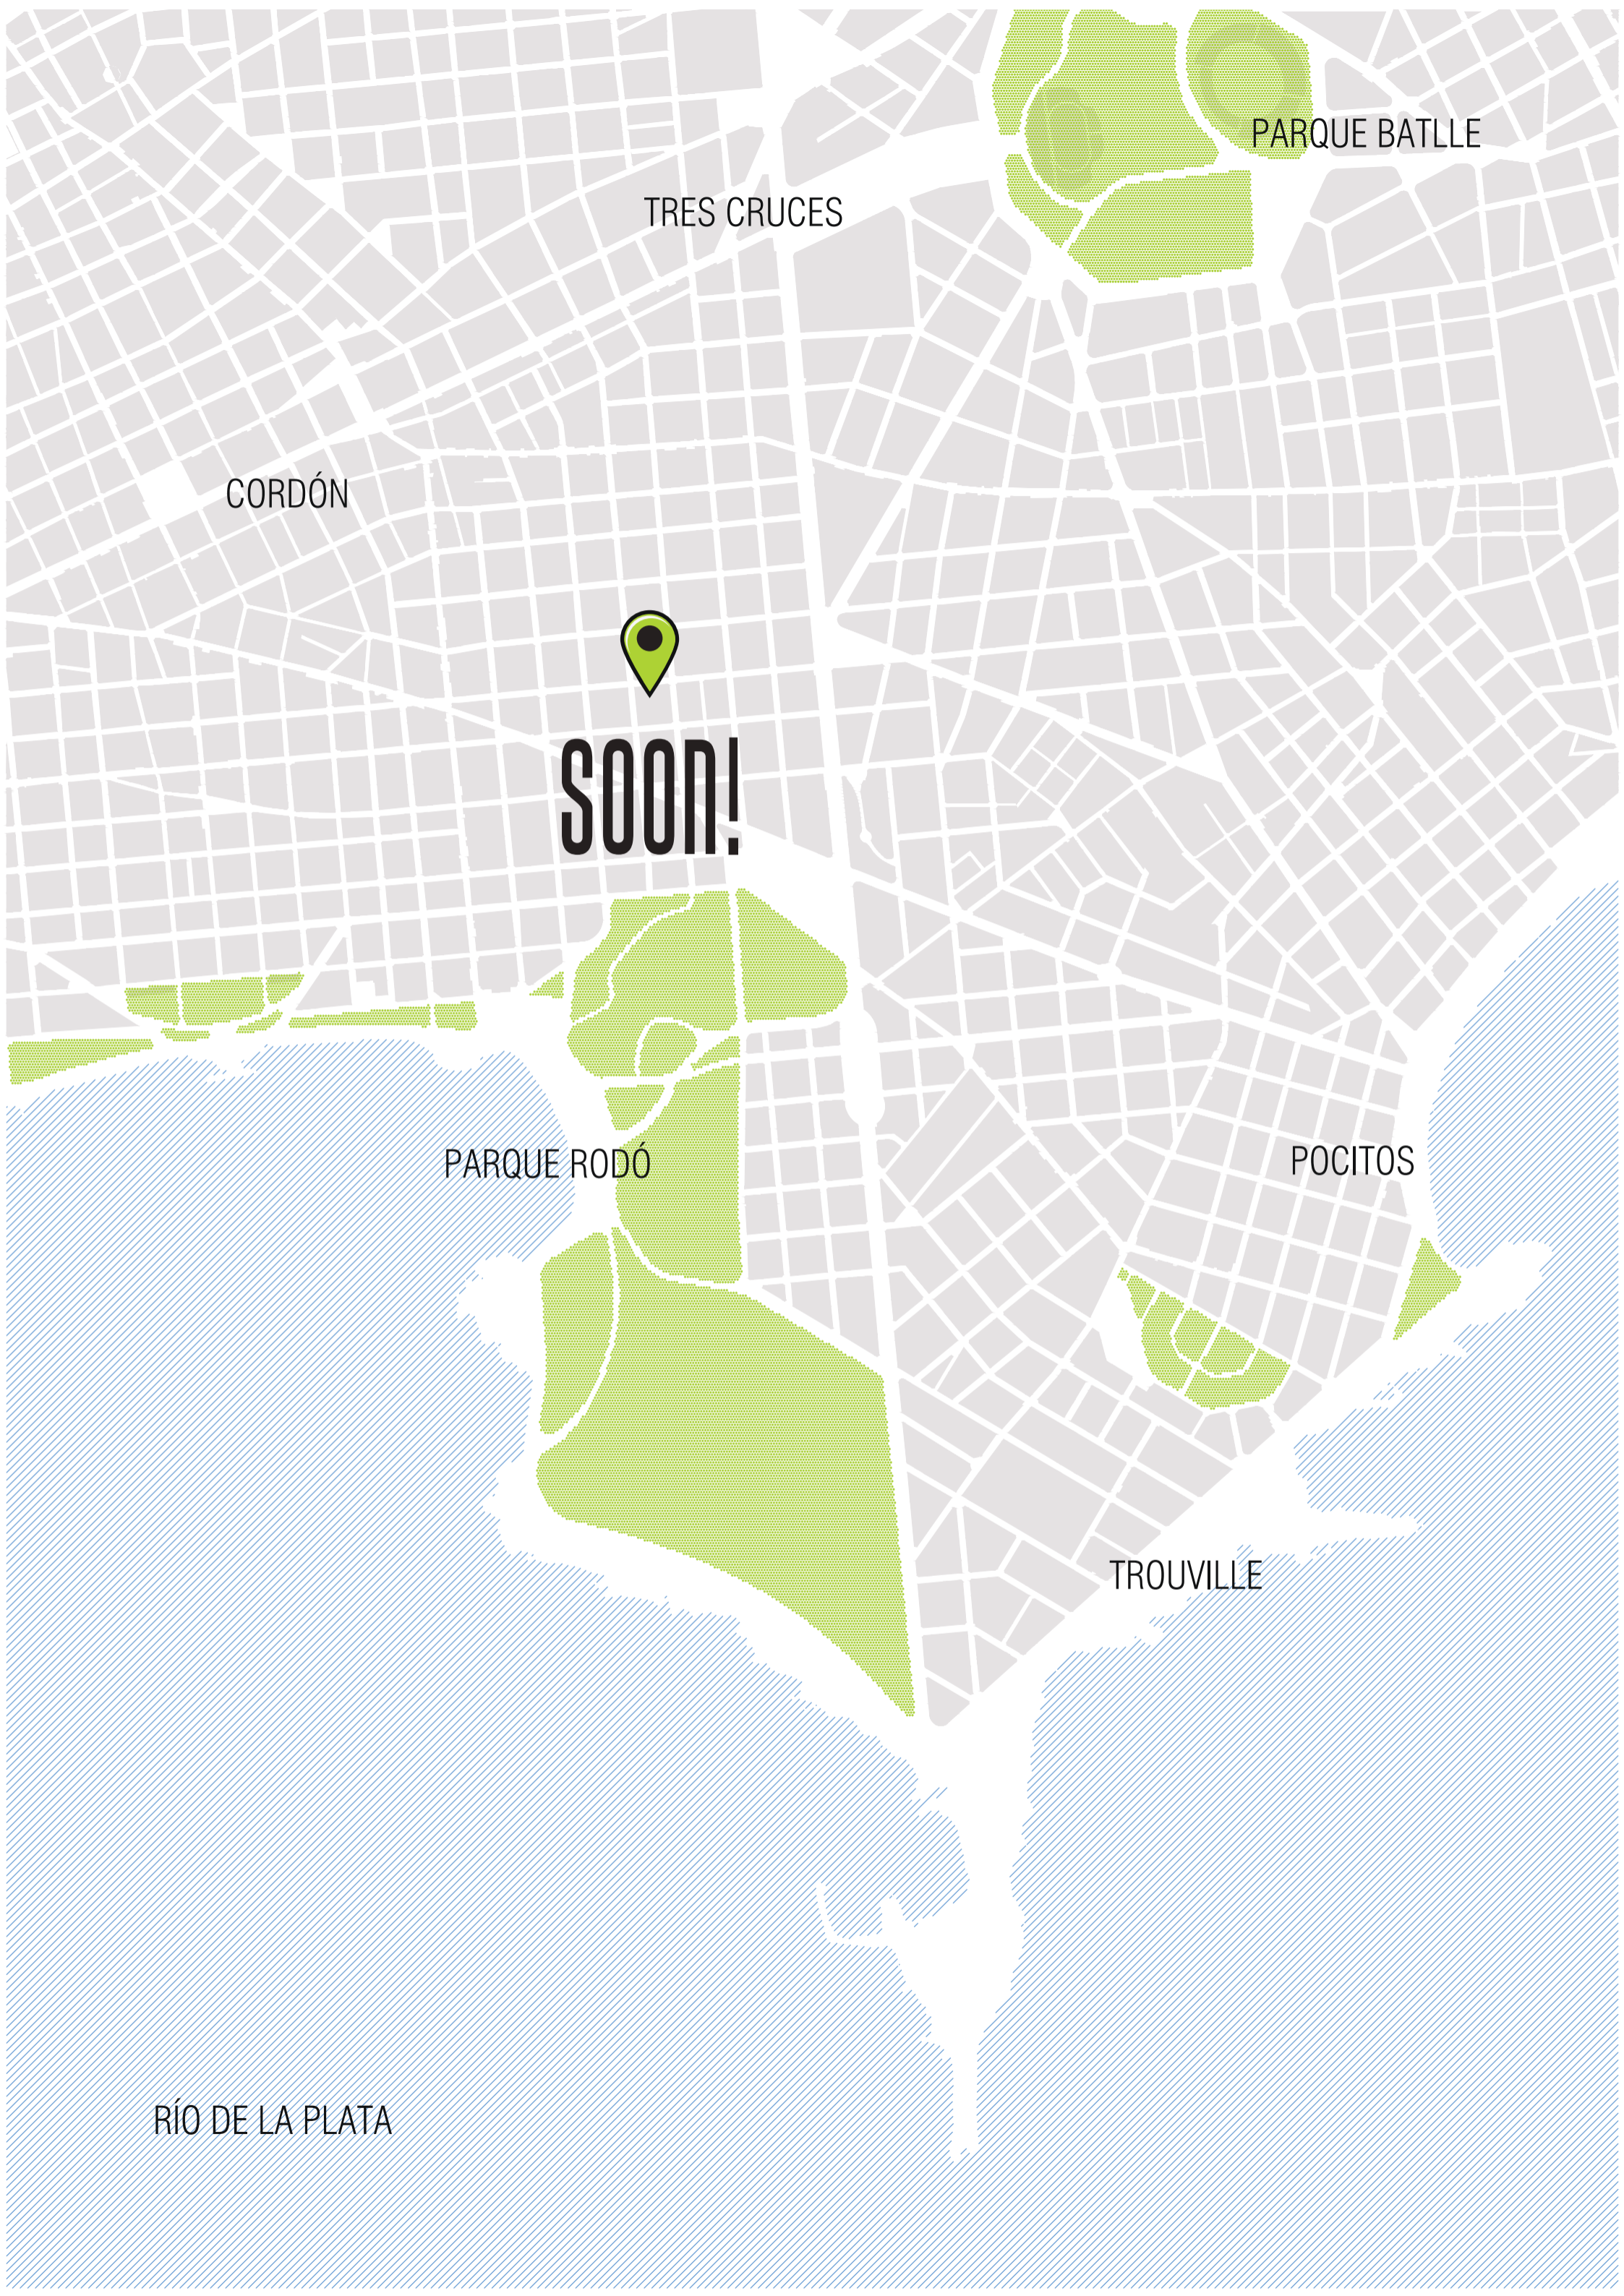 PARQUE BATLLE
TRES CRUCES
CORDÓN
SOON!
PARQUE RODÓ
POCITOS
TROUVILLE
RÍO DE LA PLATA